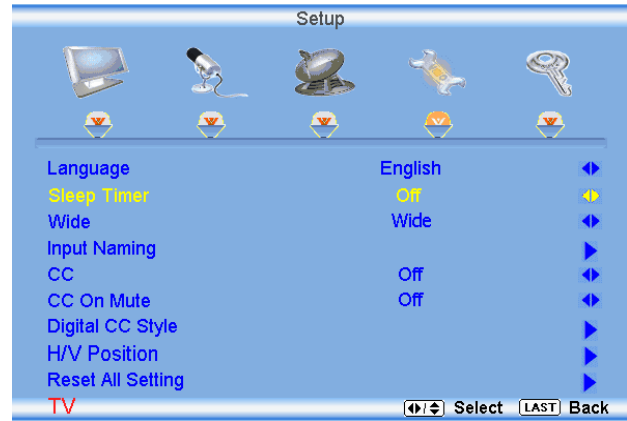 Setup
Language English
Sleep Timer Off
Wide Wide
Input Naming
CC Off
CC On Mute Off
Digital CC Style
H/V Position
Reset All Setting
TV Select LAST Back